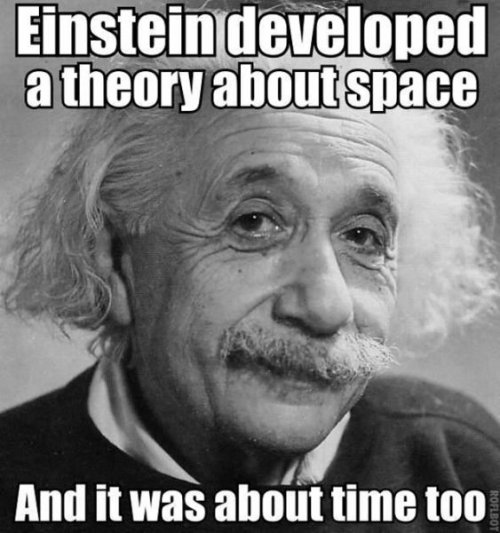 Einstein developed
a theory about space
And it was about time too
ROFLBOT